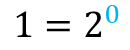 1 = 2⁰